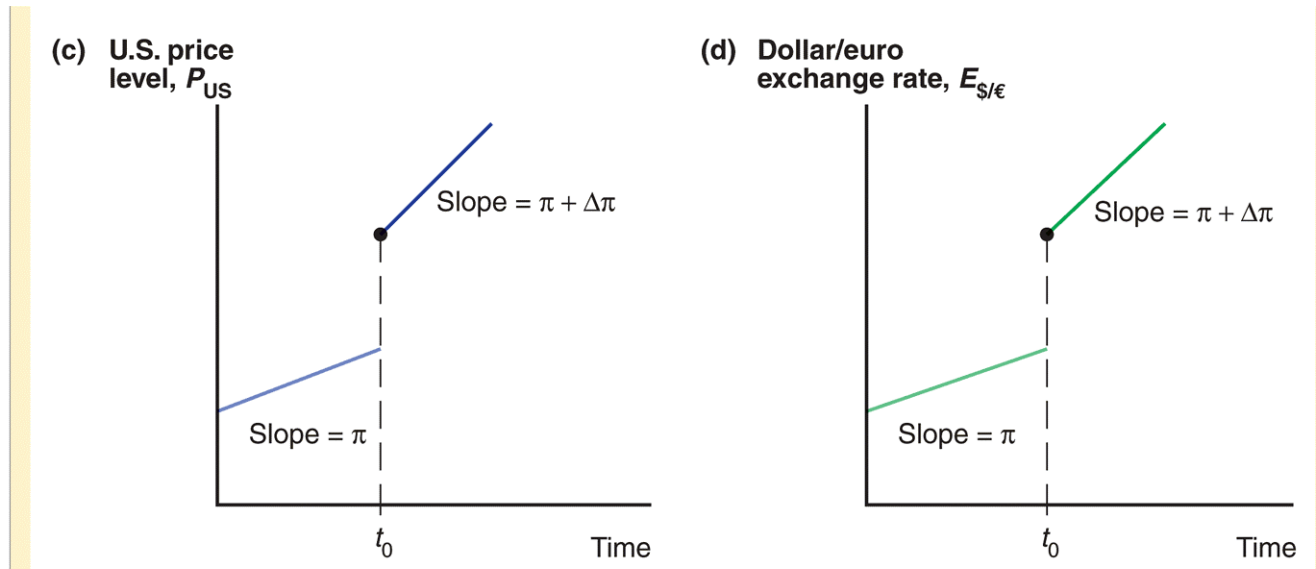 (c) U.S. price
level, P_US
Slope = π + Δπ
Slope = π
t_0
Time
(d) Dollar/euro
exchange rate, E_$/€
Slope = π + Δπ
Slope = π
t_0
Time